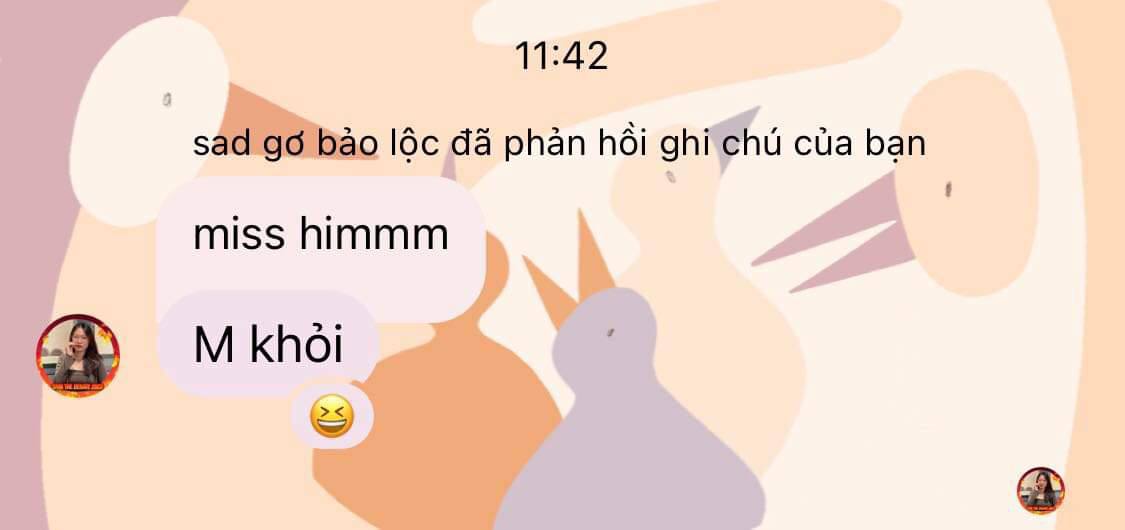 11:42
sad gơ bảo lộc đã phản hồi ghi chú của bạn
miss himmm
M khỏi